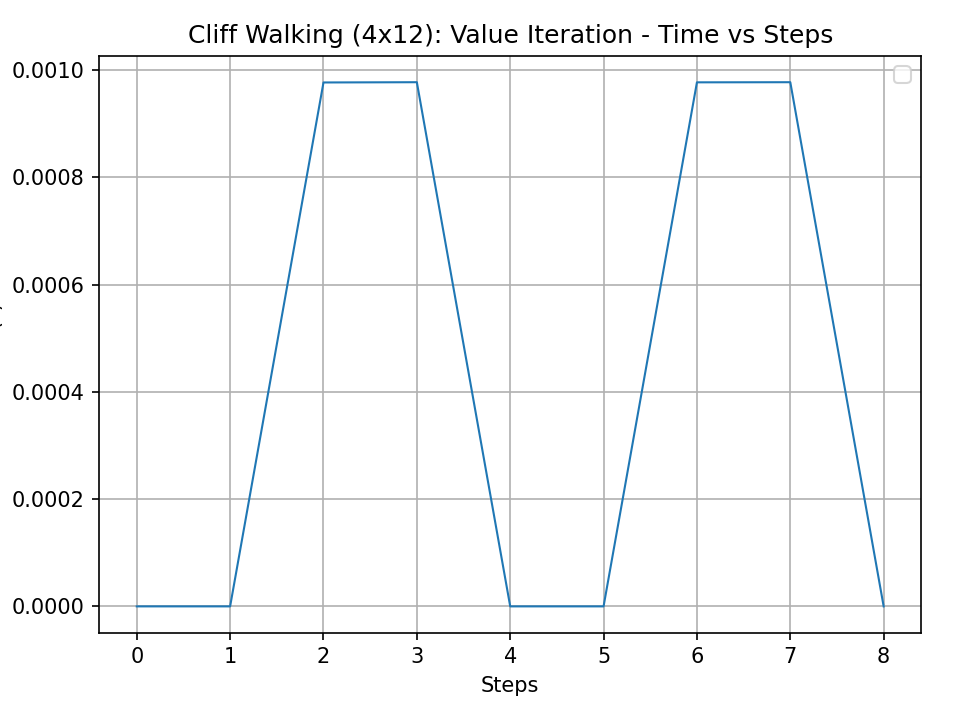 Cliff Walking (4x12): Value Iteration - Time vs Steps
0.0010
0.0008
0.0006
0.0004
0.0002
0.0000
0 1 2 3 4 5 6 7 8
Steps